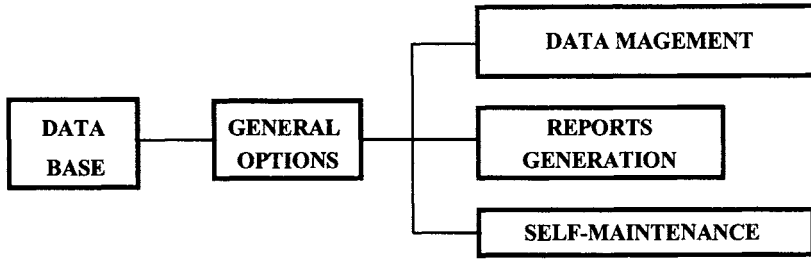 DATA
BASE
GENERAL
OPTIONS
DATA MAGEMENT
REPORTS
GENERATION
SELF-MAINTENANCE